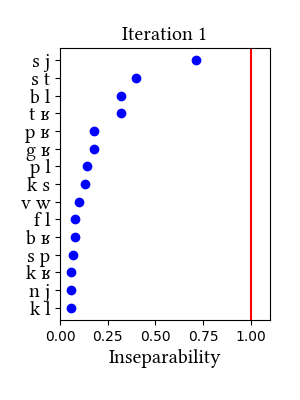 Iteration 1
s j
s t
b l
t ʁ
p ʁ
g ʁ
p l
k s
v w
f l
b ʁ
s p
k ʁ
n j
k l
0.00 0.25 0.50 0.75 1.00
Inseparability